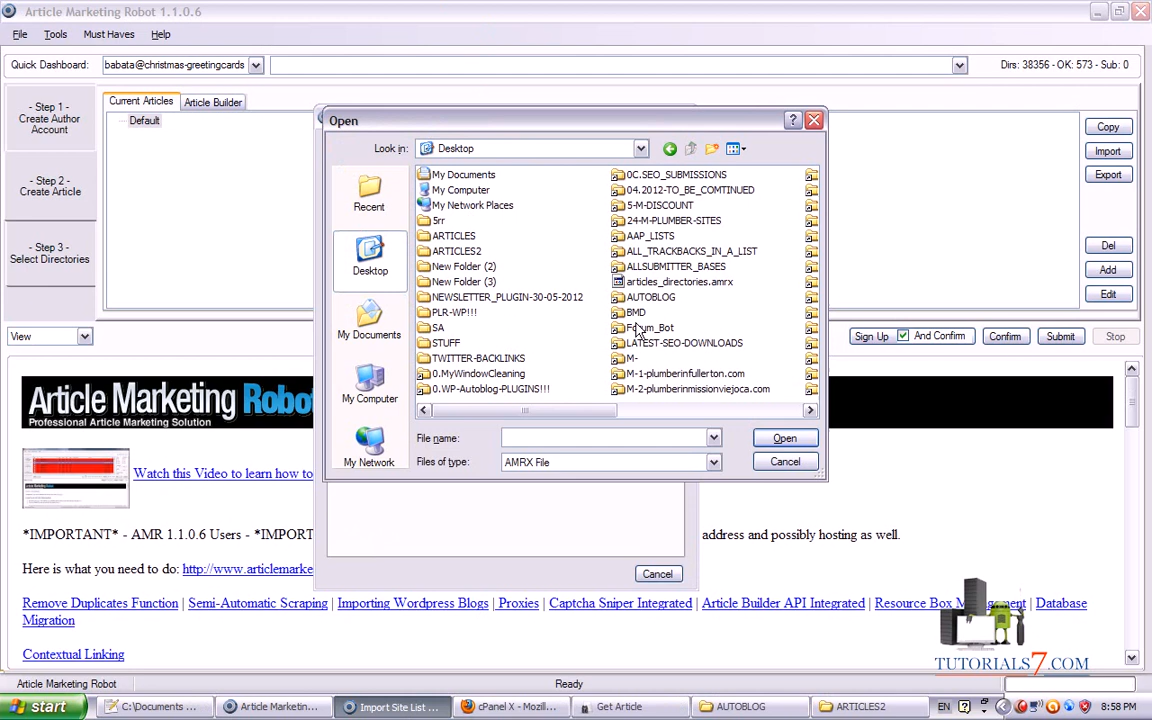 Article Marketing Robot 1.1.0.6
File Tools Must Haves Help
Quick Dashboard: babata@christmas-greetingcards Dirs: 38356 - OK: 573 - Sub: 0
- Step 1 -
Create Author
Account
- Step 2 -
Create Article
- Step 3 -
Select Directories
Current Articles Article Builder
Default
Copy
Import
Export
Del
Add
Edit
Open
Look in: Desktop
Recent
Desktop
My Documents
My Computer
My Network
My Documents
My Computer
My Network Places
5rr
ARTICLES
ARTICLES2
New Folder (2)
New Folder (3)
NEWSLETTER_PLUGIN-30-05-2012
PLR-WP!!!
SA
STUFF
TWITTER-BACKLINKS
0.MyWindowCleaning
0.WP-Autoblog-PLUGINS!!!
0C.SEO_SUBMISSIONS
04.2012-TO_BE_COMTINUED
5-M-DISCOUNT
24-M-PLUMBER-SITES
AAP_LISTS
ALL_TRACKBACKS_IN_A_LIST
ALLSUBMITTER_BASES
articles_directories.amrx
AUTOBLOG
BMD
Forum_Bot
LATEST-SEO-DOWNLOADS
M-
M-1-plumberinfullerton.com
M-2-plumberinmissionviejoca.com
File name: Open
Files of type: AMRX File Cancel
Cancel
View Sign Up And Confirm Confirm Submit Stop
Article Marketing Robot
Professional Article Marketing Solution
Watch this Video to learn how to
*IMPORTANT* - AMR 1.1.0.6 Users - *IMPORT address and possibly hosting as well.
Here is what you need to do: http://www.articlemarke
Remove Duplicates Function | Semi-Automatic Scraping | Importing Wordpress Blogs | Proxies | Captcha Sniper Integrated | Article Builder API Integrated | Resource Box Management | Database
Migration
Contextual Linking
TUTORIALS7.COM
Article Marketing Robot Ready
start C:\Documents ... Article Marketin... Import Site List ... cPanel X - Mozill... Get Article AUTOBLOG ARTICLES2 EN 8:58 PM